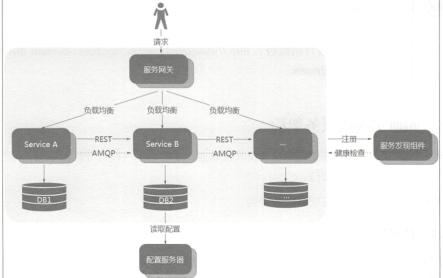 请求
服务网关
负载均衡 负载均衡 负载均衡
Service A REST Service B REST ... 注册 服务发现组件
AMQP AMQP 健康检查
DB1 DB2 ...
读取配置
配置服务器